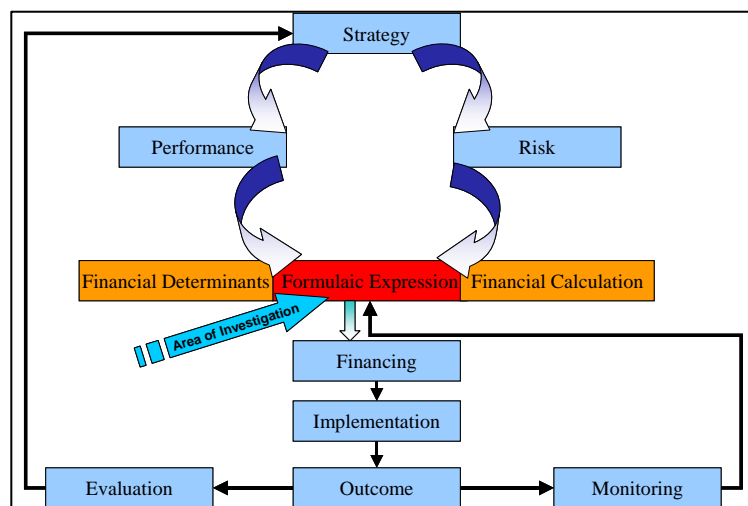 Strategy
Performance
Risk
Financial Determinants
Formulaic Expression
Financial Calculation
Area of Investigation
Financing
Implementation
Evaluation
Outcome
Monitoring